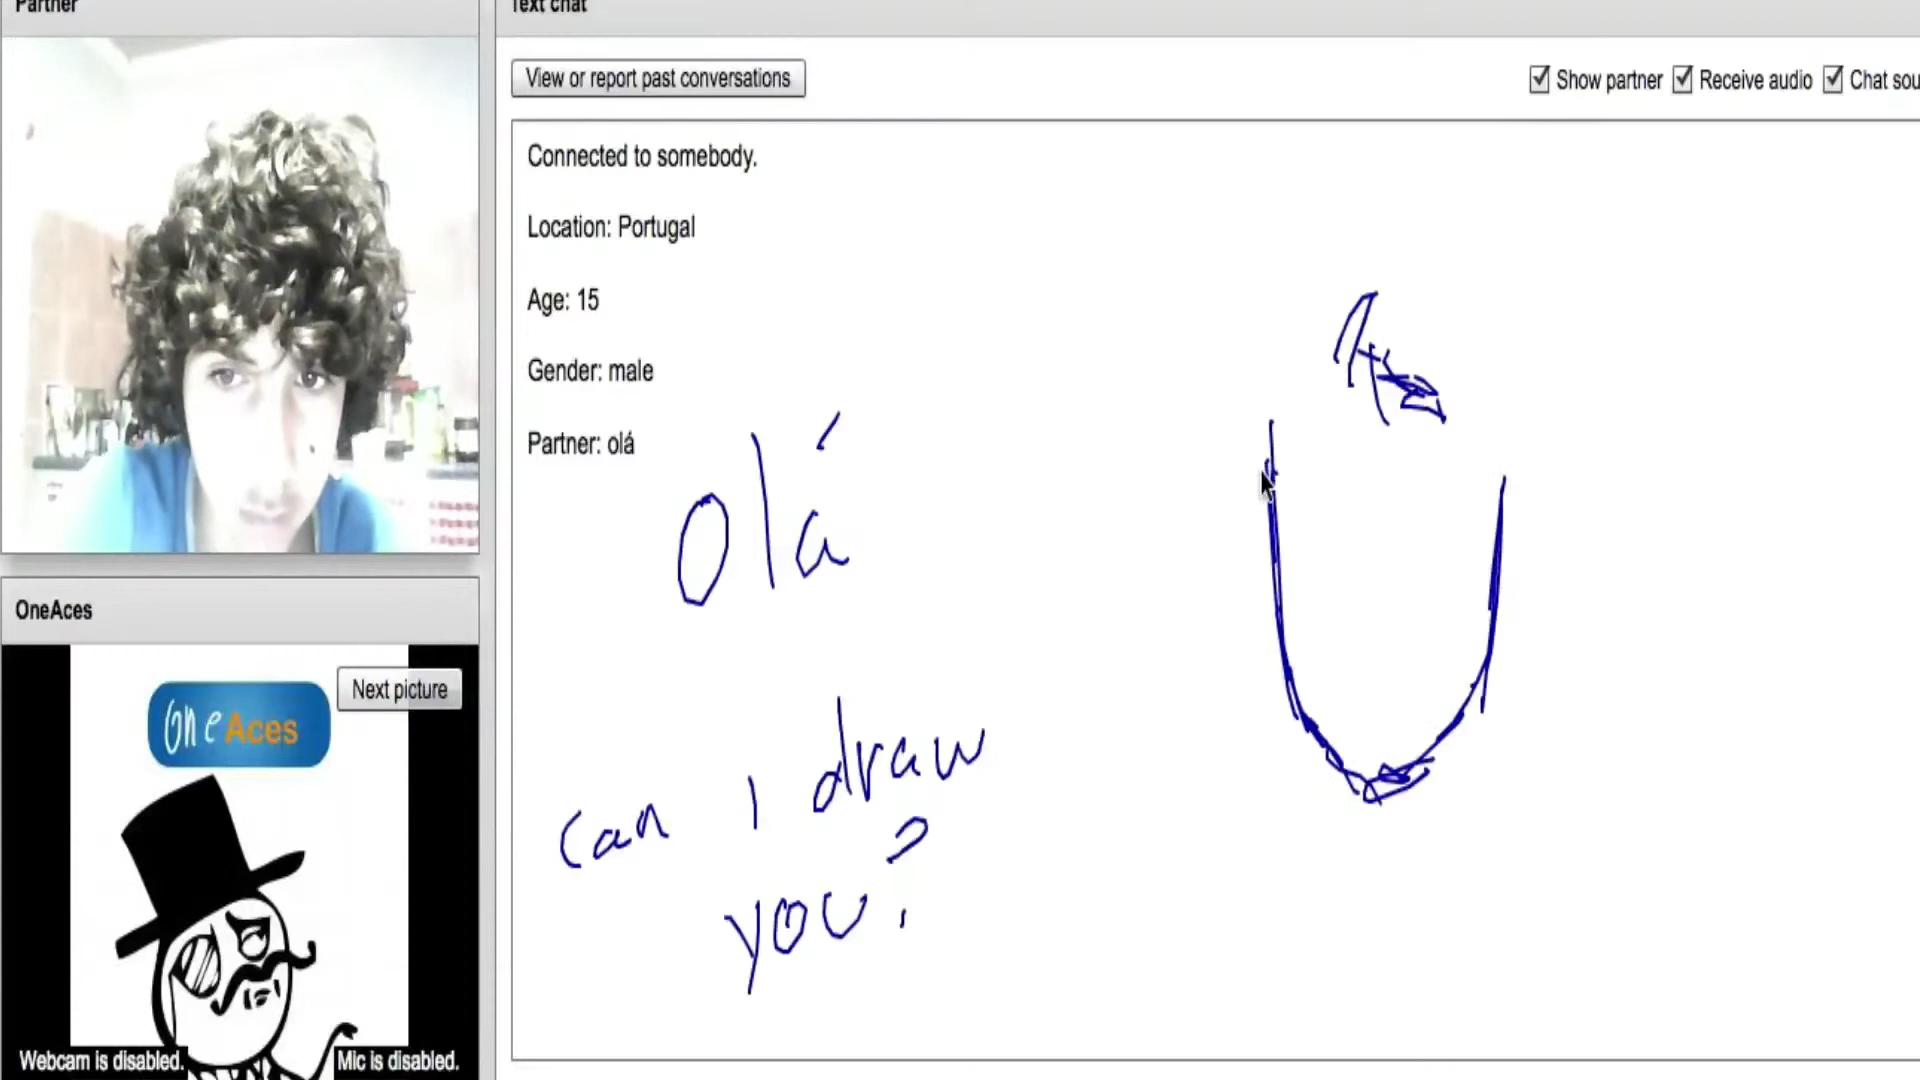 Partner
Text chat
View or report past conversations
Show partner
Receive audio
Chat sou
Connected to somebody.
Location: Portugal
Age: 15
Gender: male
Partner: olá
Olá
can I draw
you?
OneAces
Next picture
OneAces
Webcam is disabled.
Mic is disabled.